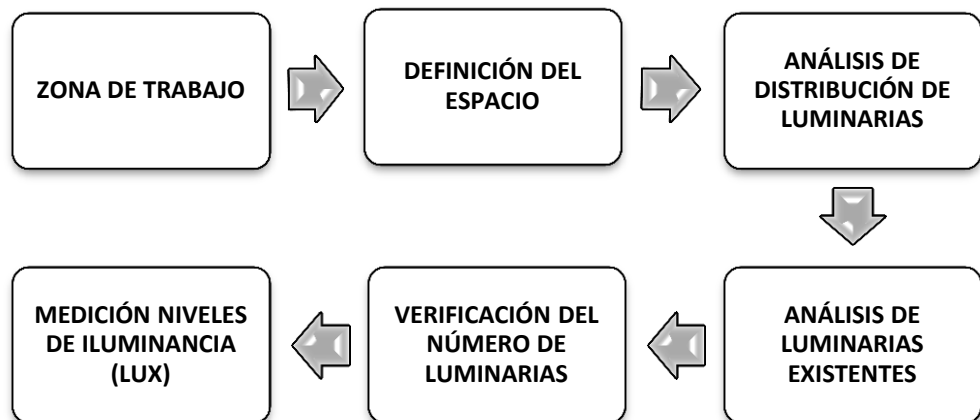 ZONA DE TRABAJO
DEFINICIÓN DEL
ESPACIO
ANÁLISIS DE
DISTRIBUCIÓN DE
LUMINARIAS
ANÁLISIS DE
LUMINARIAS
EXISTENTES
VERIFICACIÓN DEL
NÚMERO DE
LUMINARIAS
MEDICIÓN NIVELES
DE ILUMINANCIA
(LUX)